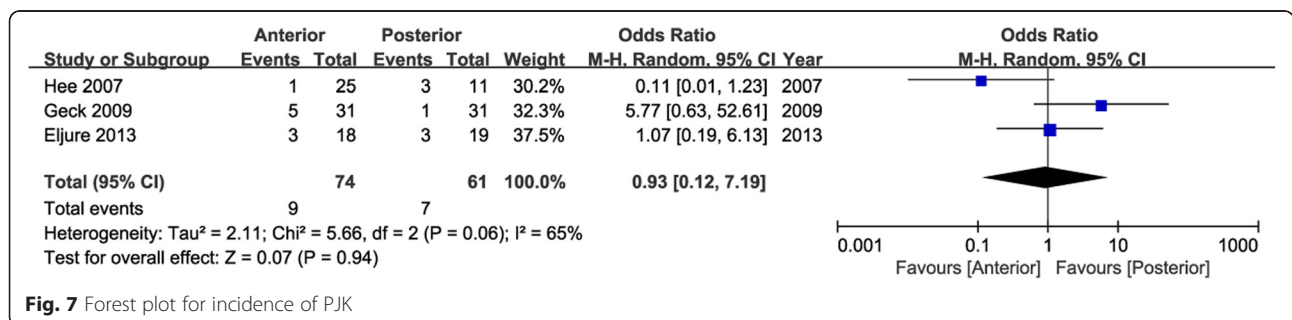 Anterior Posterior Odds Ratio Odds Ratio
Study or Subgroup Events Total Events Total Weight M-H, Random, 95% CI Year M-H, Random, 95% CI
Hee 2007 1 25 3 11 30.2% 0.11 [0.01, 1.23] 2007
Geck 2009 5 31 1 31 32.3% 5.77 [0.63, 52.61] 2009
Eljure 2013 3 18 3 19 37.5% 1.07 [0.19, 6.13] 2013
Total (95% CI) 74 61 100.0% 0.93 [0.12, 7.19]
Total events 9 7
Heterogeneity: Tau² = 2.11; Chi² = 5.66, df = 2 (P = 0.06); I² = 65%
Test for overall effect: Z = 0.07 (P = 0.94)
0.001 0.1 1 10 1000
Favours [Anterior] Favours [Posterior]
Fig. 7 Forest plot for incidence of PJK